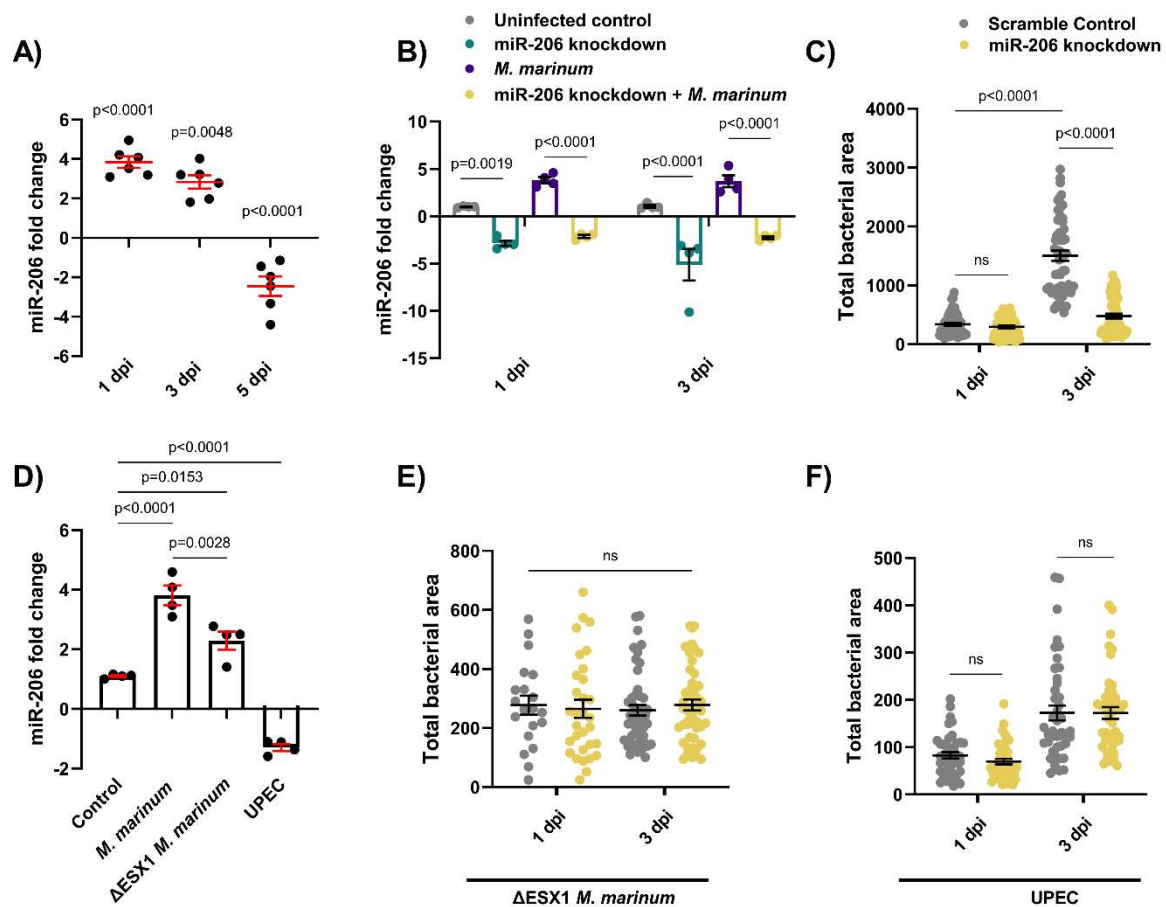 A)
p<0.0001
p=0.0048
p<0.0001
miR-206 fold change
6
4
2
0
-2
-4
-6
1 dpi
3 dpi
5 dpi
B)
Uninfected control
miR-206 knockdown
M. marinum
miR-206 knockdown + M. marinum
p=0.0019
p<0.0001
p<0.0001
p<0.0001
miR-206 fold change
10
5
0
-5
-10
-15
1 dpi
3 dpi
C)
Scramble Control
miR-206 knockdown
p<0.0001
p<0.0001
ns
Total bacterial area
4000
3000
2000
1000
0
1 dpi
3 dpi
D)
p<0.0001
p=0.0153
p<0.0001
p=0.0028
miR-206 fold change
6
4
2
0
-2
Control
M. marinum
ΔESX1 M. marinum
UPEC
E)
ns
Total bacterial area
800
600
400
200
0
1 dpi
3 dpi
ΔESX1 M. marinum
F)
ns
ns
Total bacterial area
500
400
300
200
100
0
1 dpi
3 dpi
UPEC